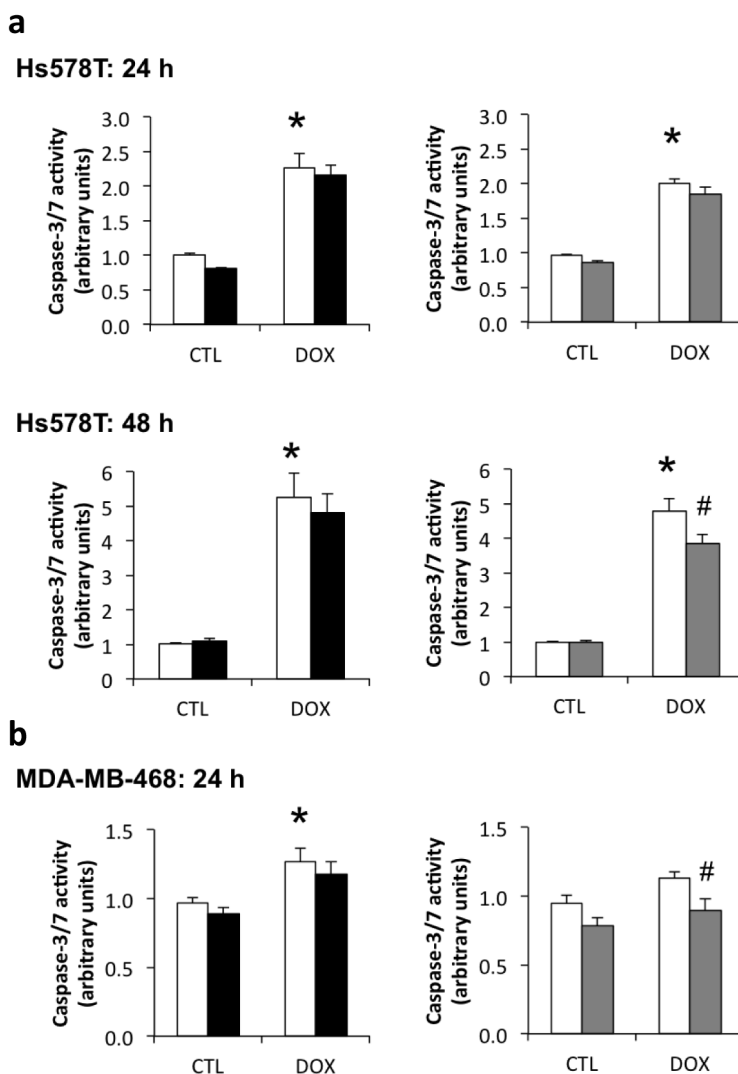 a
Hs578T: 24 h
Caspase-3/7 activity
(arbitrary units)
3.0
2.5
2.0
1.5
1.0
0.5
0.0
*
CTL
DOX
Caspase-3/7 activity
(arbitrary units)
3.0
2.5
2.0
1.5
1.0
0.5
0.0
*
CTL
DOX
Hs578T: 48 h
Caspase-3/7 activity
(arbitrary units)
6
5
4
3
2
1
0
*
CTL
DOX
Caspase-3/7 activity
(arbitrary units)
6
5
4
3
2
1
0
*
#
CTL
DOX
b
MDA-MB-468: 24 h
Caspase-3/7 activity
(arbitrary units)
1.5
1.0
0.5
0.0
*
CTL
DOX
Caspase-3/7 activity
(arbitrary units)
1.5
1.0
0.5
0.0
#
CTL
DOX